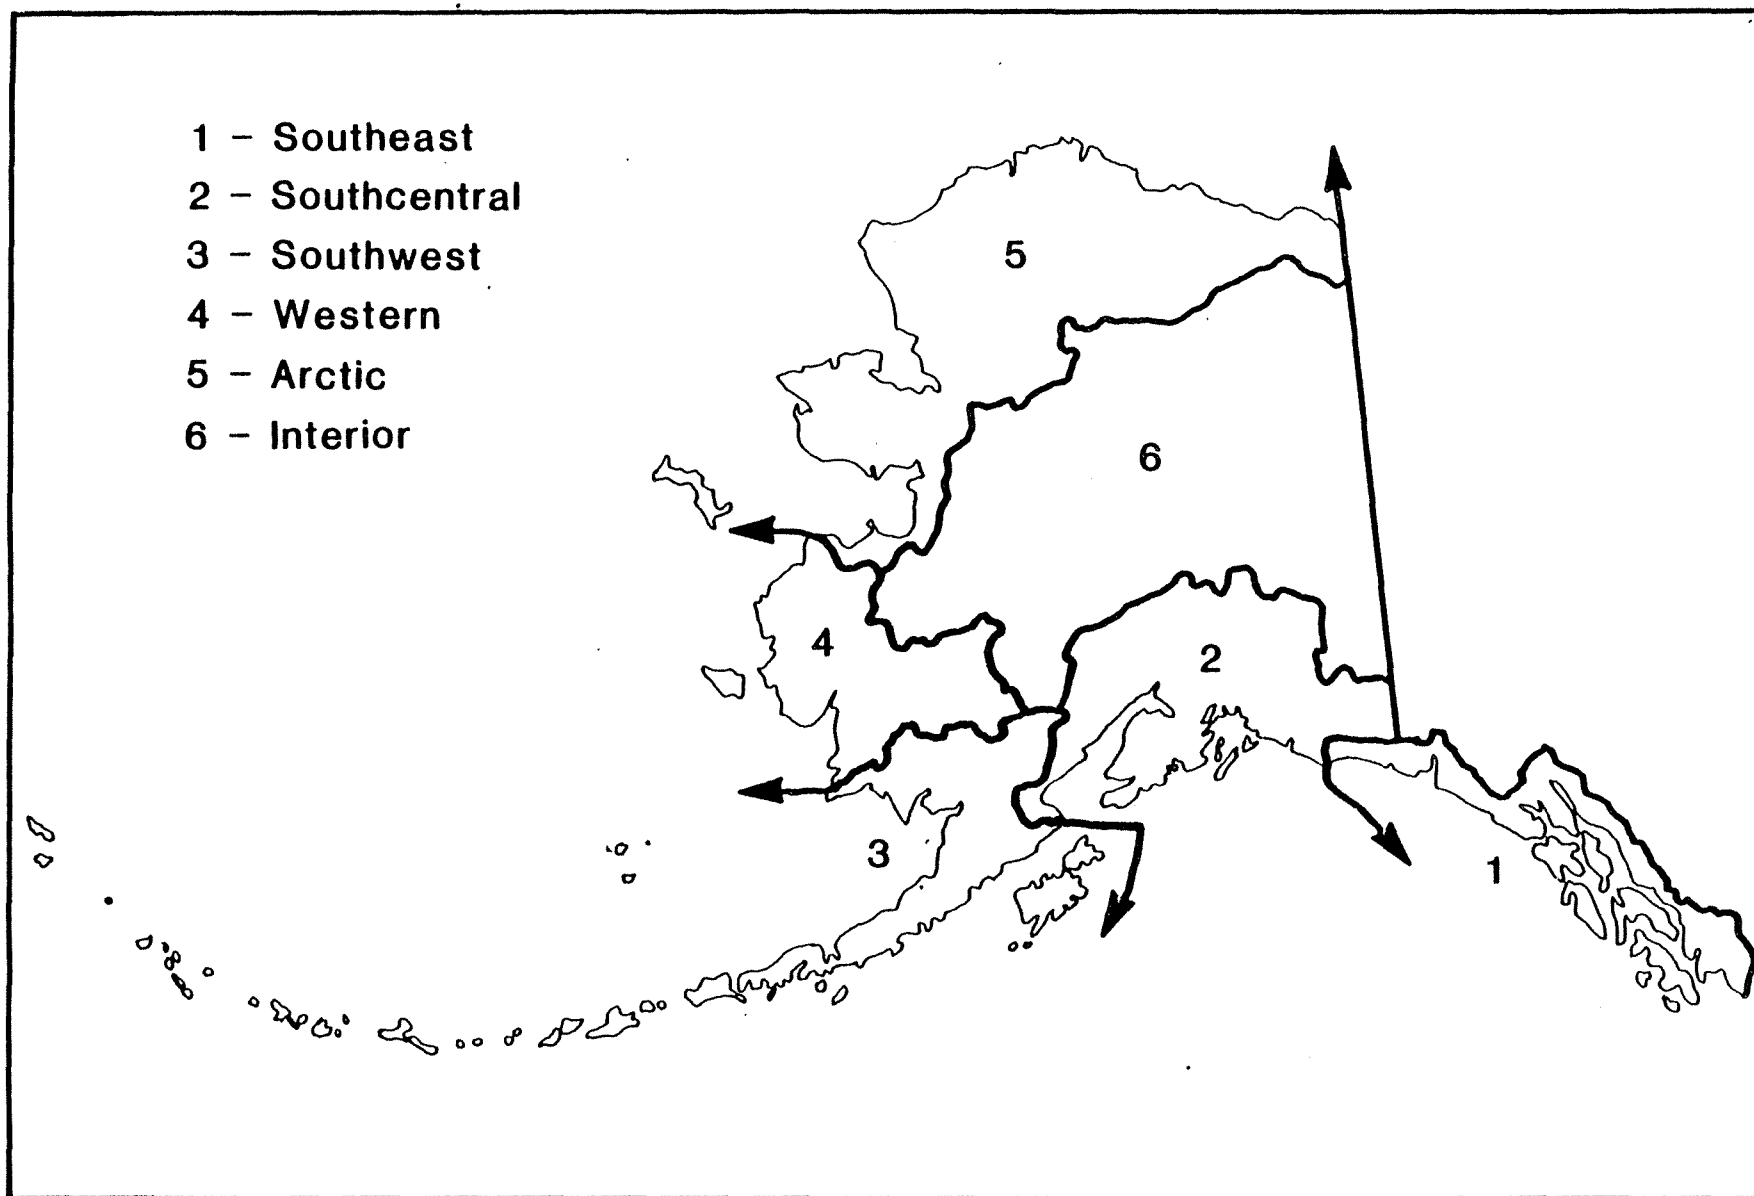 1 – Southeast
2 – Southcentral
3 – Southwest
4 – Western
5 – Arctic
6 – Interior
5
6
4
2
3
1